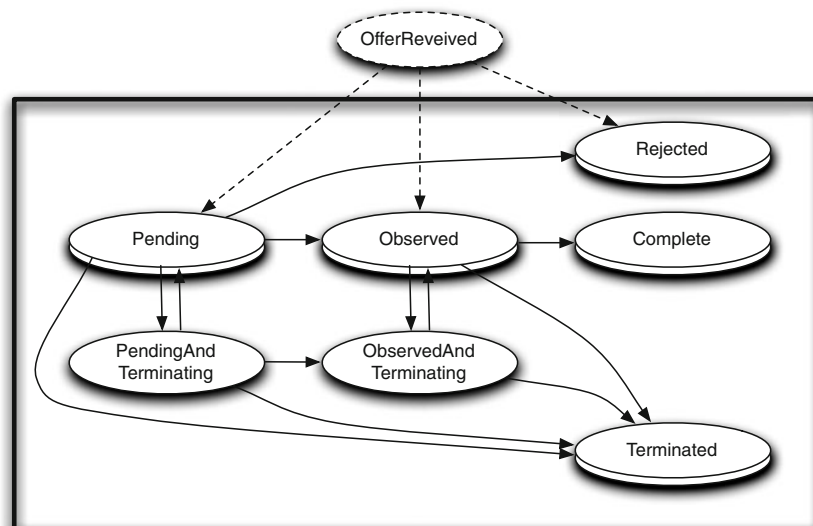 OfferReveived
Rejected
Pending
Observed
Complete
PendingAnd
Terminating
ObservedAnd
Terminating
Terminated